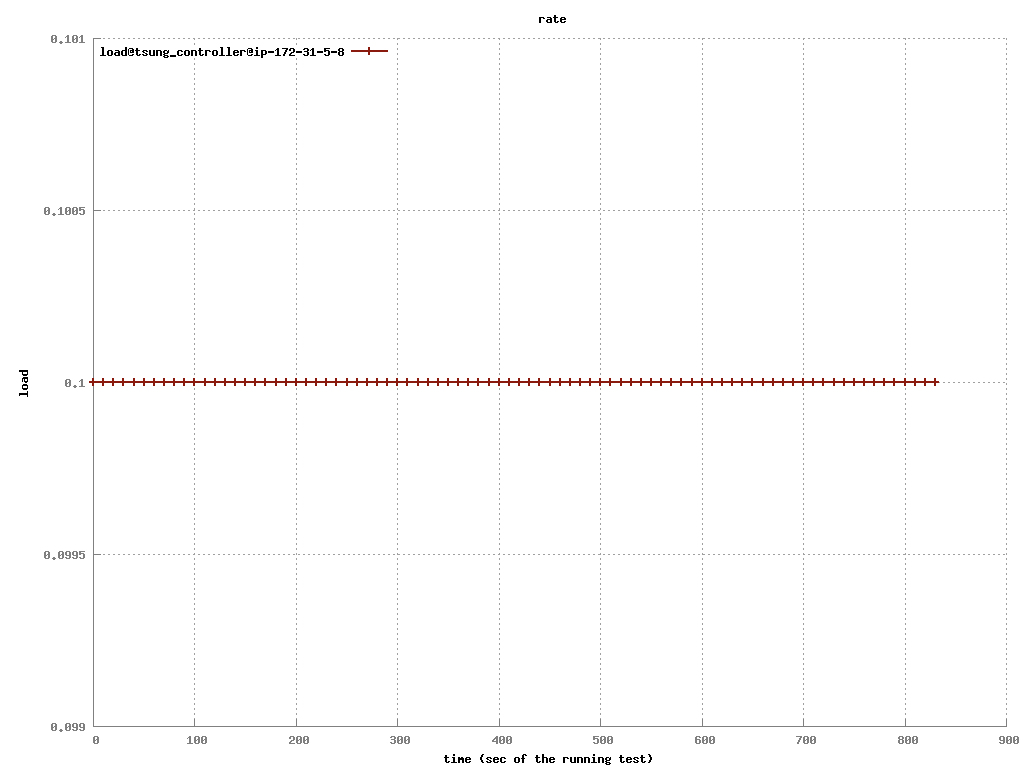 rate
0.101
load@tsung_controller@ip-172-31-5-8
0.1005
load
0.1
0.0995
0.099
0 100 200 300 400 500 600 700 800 900
time (sec of the running test)